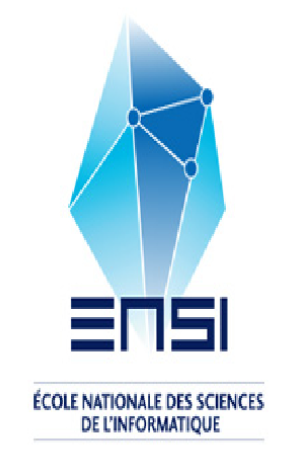 ENSI
ÉCOLE NATIONALE DES SCIENCES
DE L'INFORMATIQUE